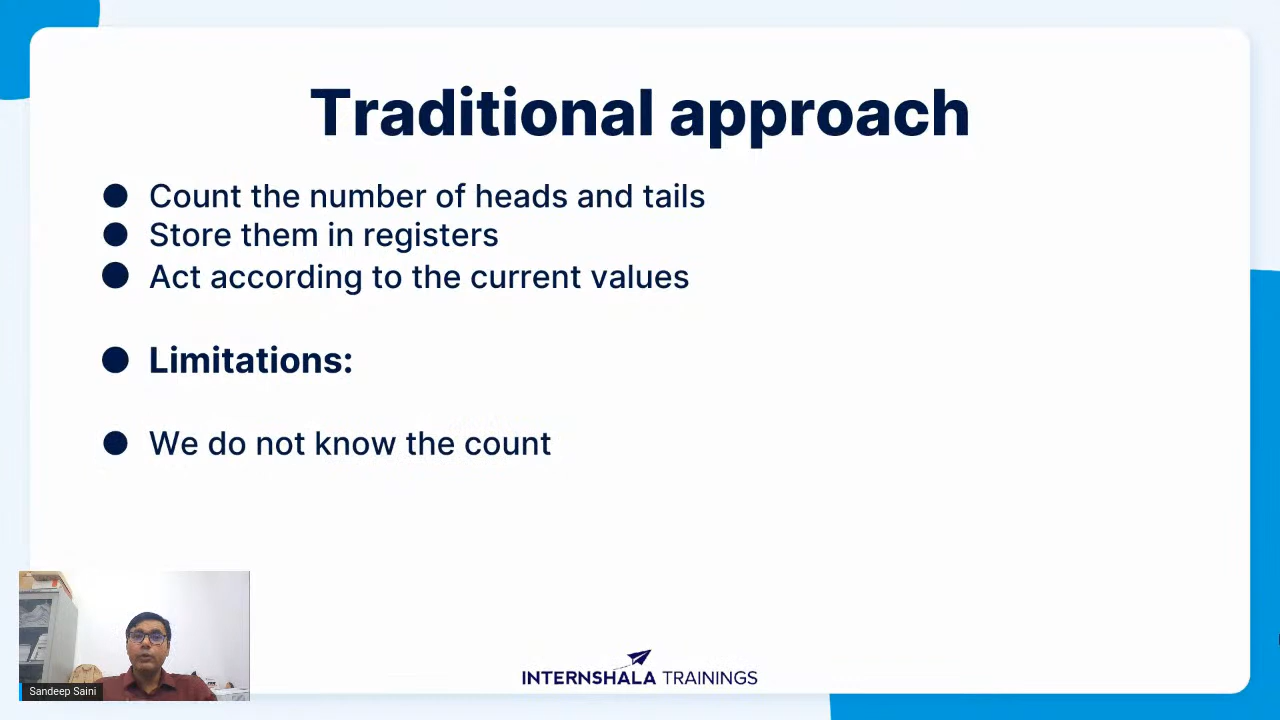 Traditional approach
● Count the number of heads and tails
● Store them in registers
● Act according to the current values
● Limitations:
● We do not know the count
Sandeep Saini
INTERNSHALA TRAININGS